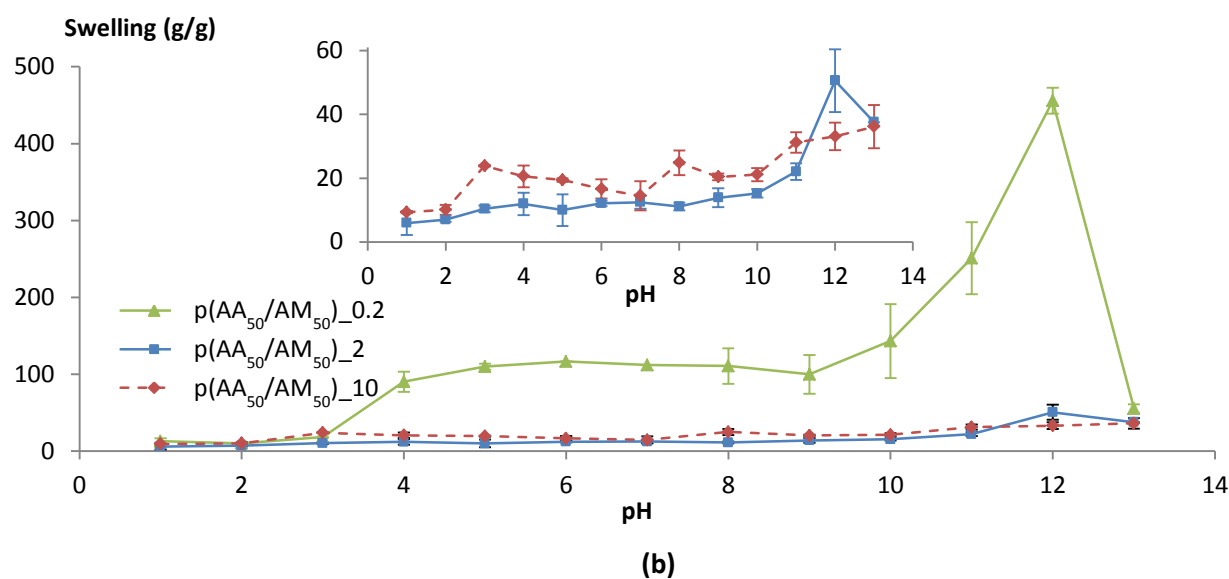 Swelling (g/g)
500
400
300
200
100
0
0 2 4 6 8 10 12 14
pH
60
40
20
0
0 2 4 6 8 10 12 14
pH
p(AA₅₀/AM₅₀)_0.2
p(AA₅₀/AM₅₀)_2
p(AA₅₀/AM₅₀)_10
(b)